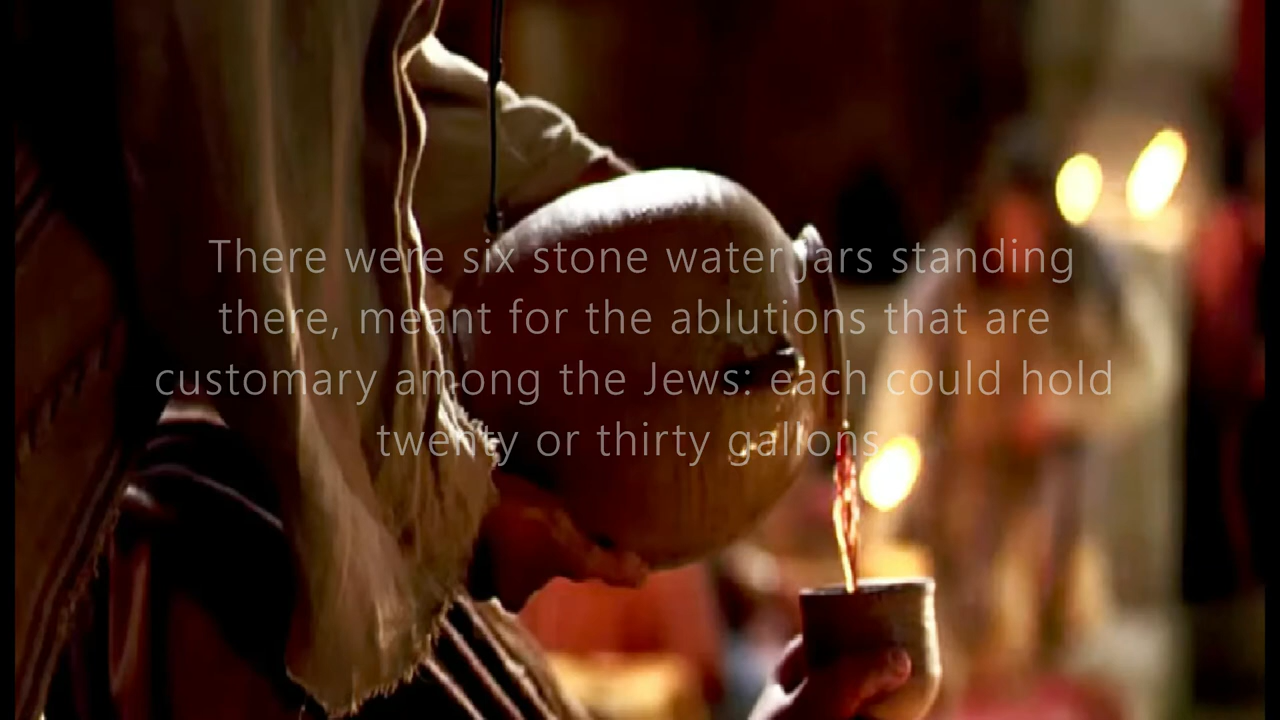 There were six stone water jars standing
there, meant for the ablutions that are
customary among the Jews: each could hold
twenty or thirty gallons.